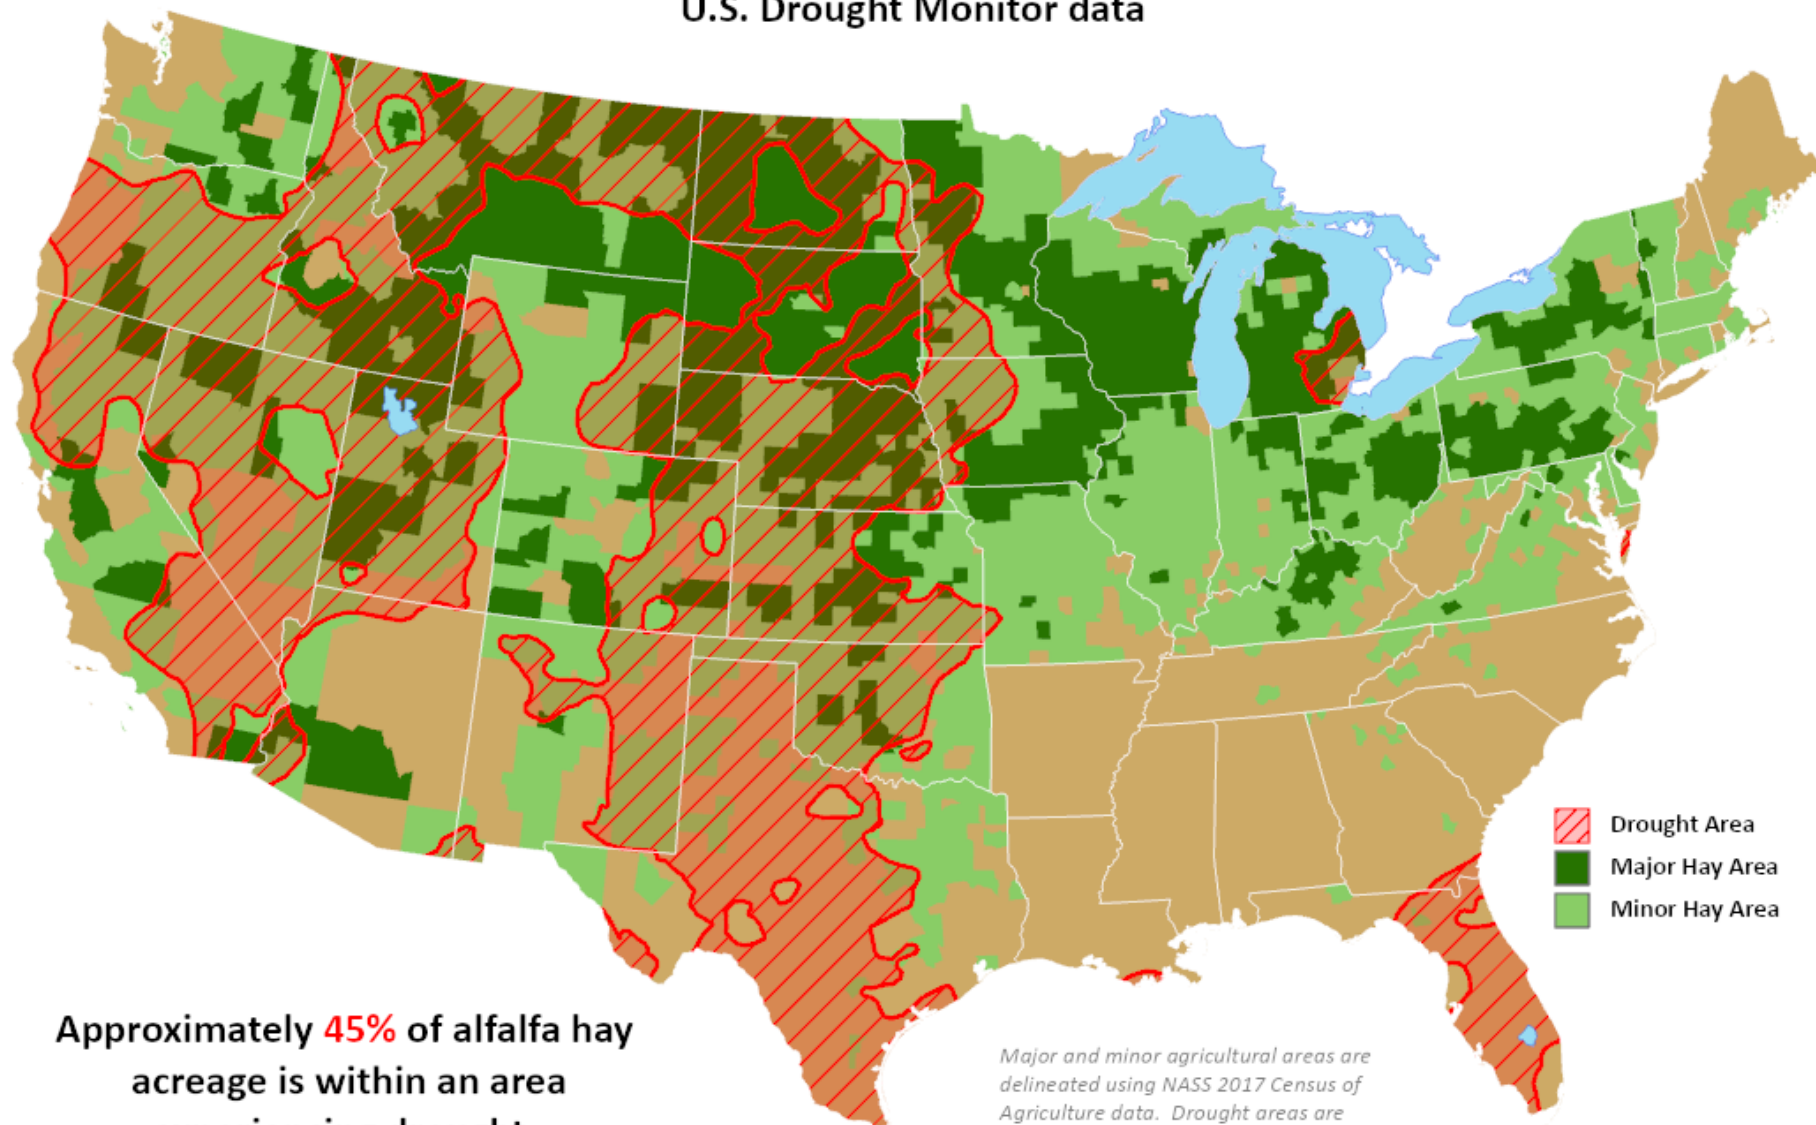 U.S. Drought Monitor data
Drought Area
Major Hay Area
Minor Hay Area
Approximately 45% of alfalfa hay
acreage is within an area
Major and minor agricultural areas are
delineated using NASS 2017 Census of
Agriculture data. Drought areas are